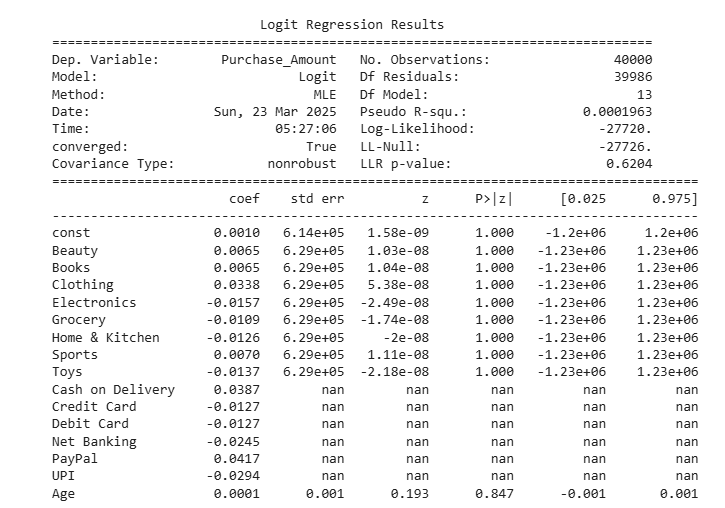 Logit Regression Results
==============================================================================
Dep. Variable: Purchase_Amount No. Observations: 40000
Model: Logit Df Residuals: 39986
Method: MLE Df Model: 13
Date: Sun, 23 Mar 2025 Pseudo R-squ.: 0.0001963
Time: 05:27:06 Log-Likelihood: -27720.
converged: True LL-Null: -27726.
Covariance Type: nonrobust LLR p-value: 0.6204
====================================================================================
coef std err z P>|z| [0.025 0.975]
------------------------------------------------------------------------------------
const 0.0010 6.14e+05 1.58e-09 1.000 -1.2e+06 1.2e+06
Beauty 0.0065 6.29e+05 1.03e-08 1.000 -1.23e+06 1.23e+06
Books 0.0065 6.29e+05 1.04e-08 1.000 -1.23e+06 1.23e+06
Clothing 0.0338 6.29e+05 5.38e-08 1.000 -1.23e+06 1.23e+06
Electronics -0.0157 6.29e+05 -2.49e-08 1.000 -1.23e+06 1.23e+06
Grocery -0.0109 6.29e+05 -1.74e-08 1.000 -1.23e+06 1.23e+06
Home & Kitchen -0.0126 6.29e+05 -2e-08 1.000 -1.23e+06 1.23e+06
Sports 0.0070 6.29e+05 1.11e-08 1.000 -1.23e+06 1.23e+06
Toys -0.0137 6.29e+05 -2.18e-08 1.000 -1.23e+06 1.23e+06
Cash on Delivery 0.0387 nan nan nan nan nan
Credit Card -0.0127 nan nan nan nan nan
Debit Card -0.0127 nan nan nan nan nan
Net Banking -0.0245 nan nan nan nan nan
PayPal 0.0417 nan nan nan nan nan
UPI -0.0294 nan nan nan nan nan
Age 0.0001 0.001 0.193 0.847 -0.001 0.001